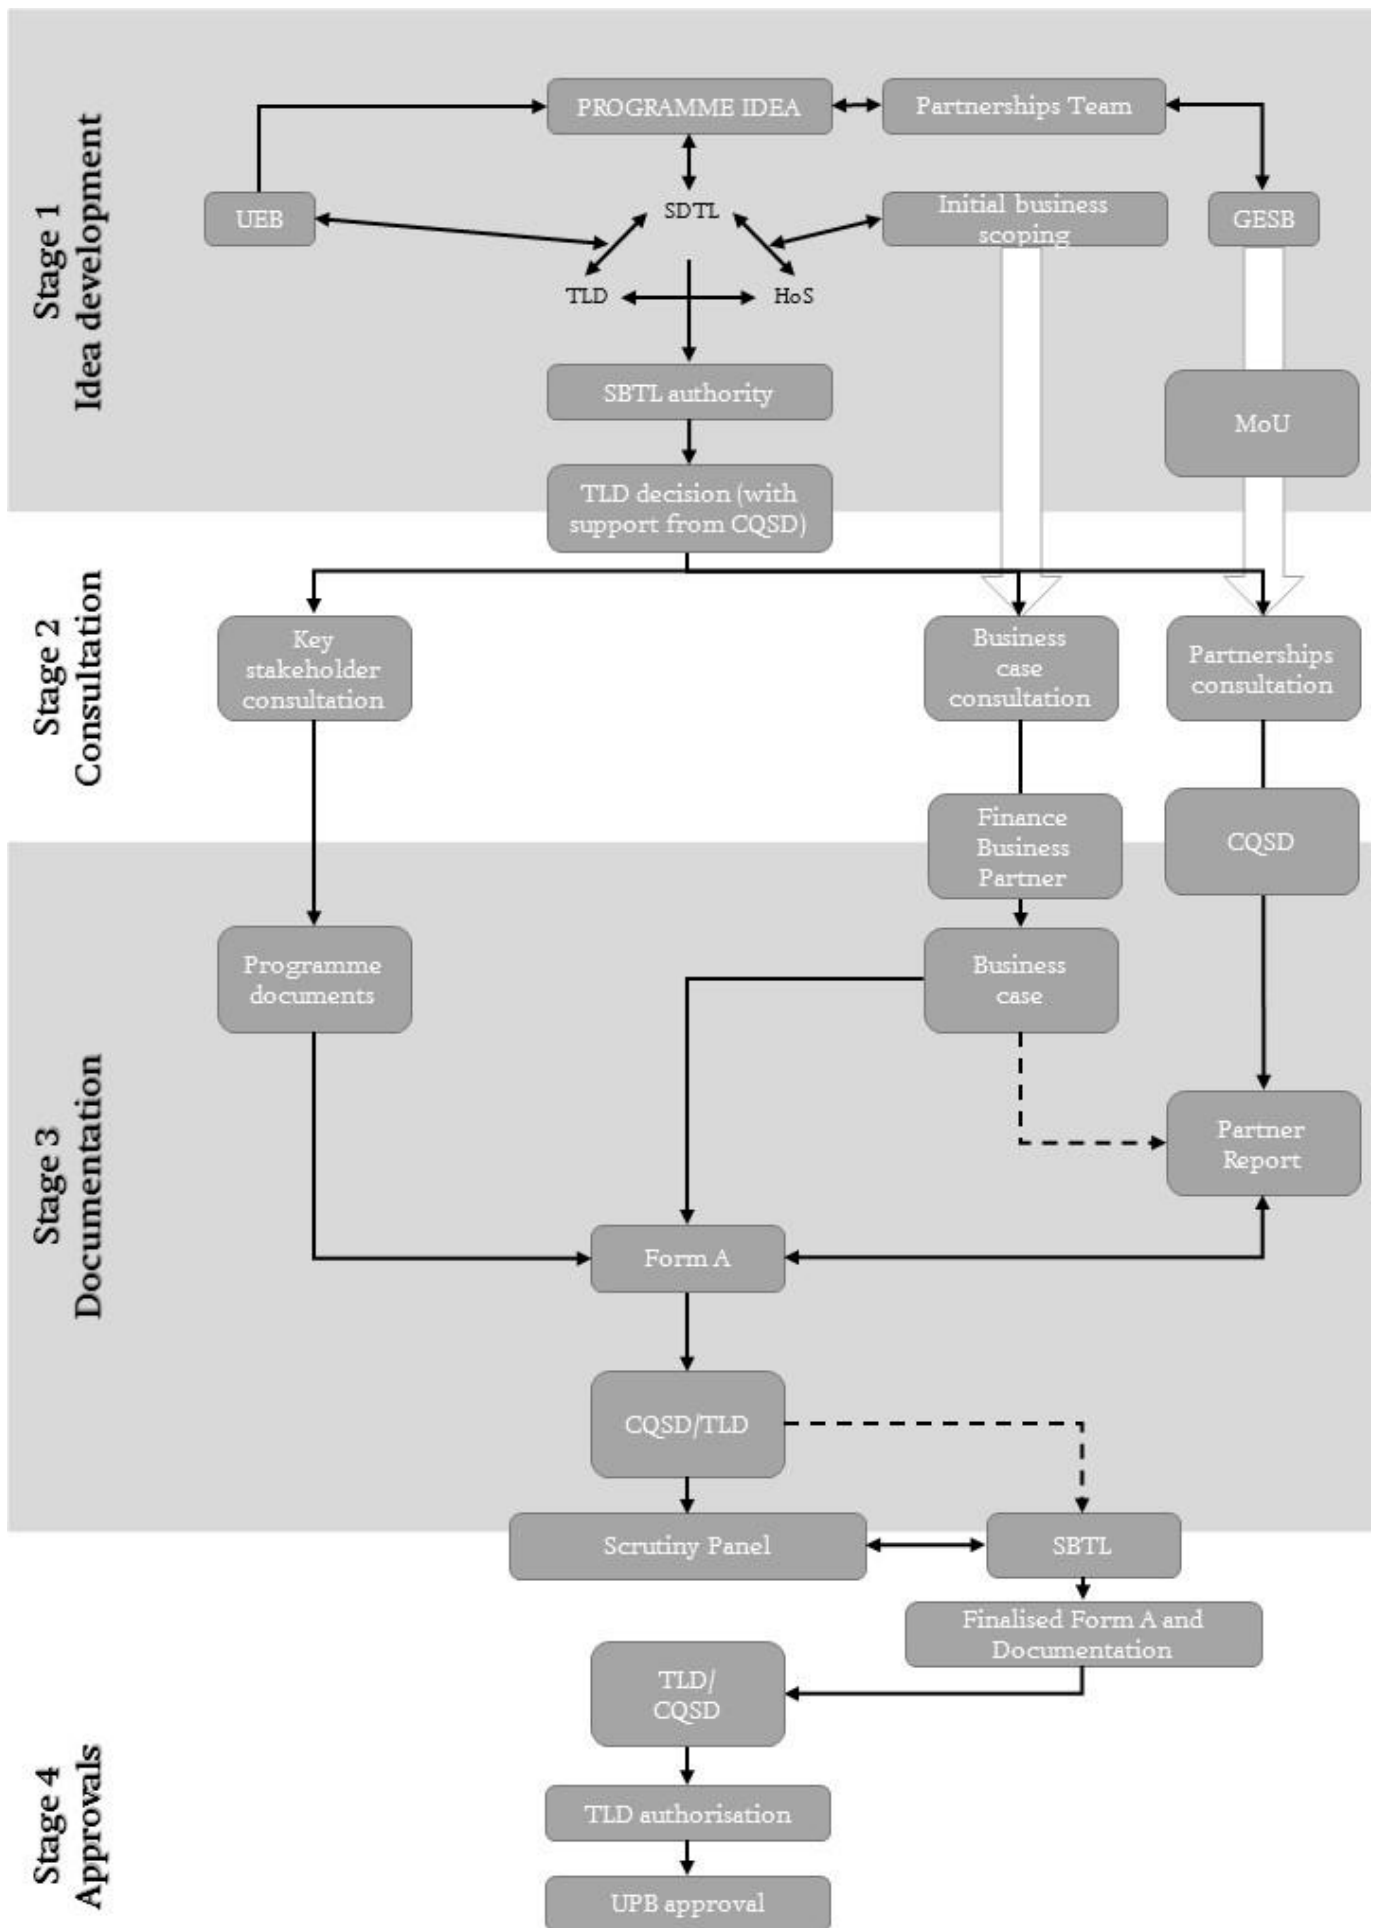 Stage 1
Idea development
PROGRAMME IDEA
Partnerships Team
UEB
SDTL
Initial business
scoping
GESB
TLD
HoS
SBTL authority
MoU
TLD decision (with
support from CQSD)
Stage 2
Consultation
Key
stakeholder
consultation
Business
case
consultation
Partnerships
consultation
Finance
Business
Partner
CQSD
Stage 3
Documentation
Programme
documents
Business
case
Partner
Report
Form A
CQSD/TLD
Scrutiny Panel
SBTL
Finalised Form A and
Documentation
Stage 4
Approvals
TLD/
CQSD
TLD authorisation
UPB approval